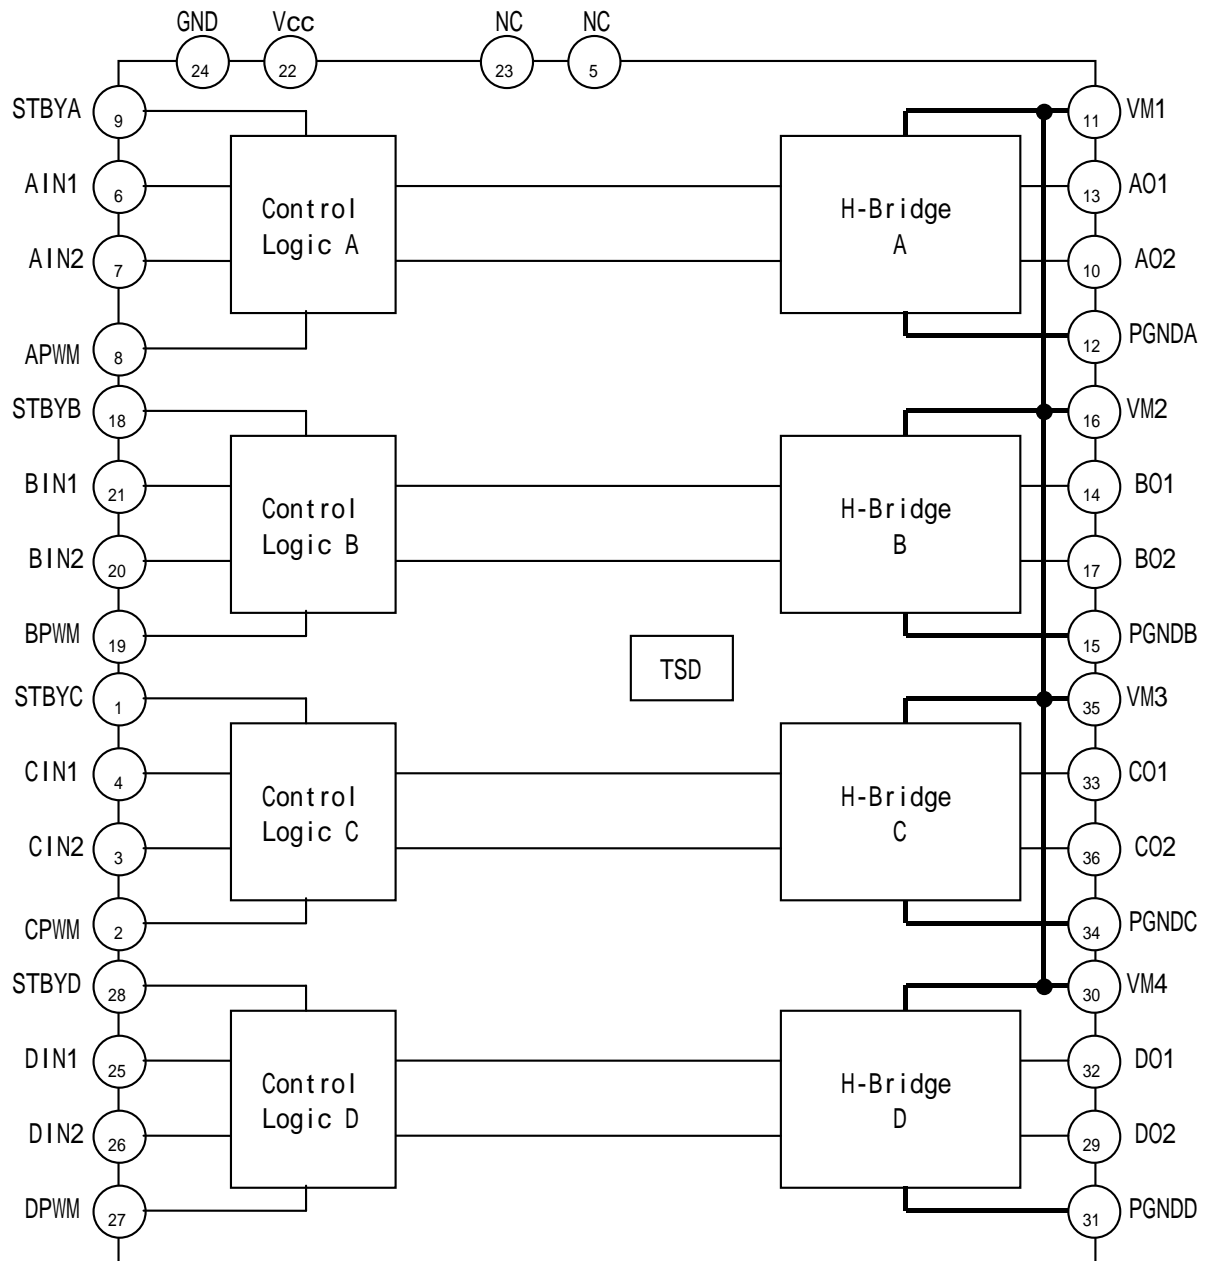 GND Vcc NC NC
24 22 23 5
STBYA 9 11 VM1
AIN1 6 13 AO1
Control
Logic A
H-Bridge
A
AIN2 7 10 AO2
APWM 8 12 PGNDA
STBYB 18 16 VM2
BIN1 21 14 BO1
Control
Logic B
H-Bridge
B
BIN2 20 17 BO2
BPWM 19 15 PGNDB
TSD
STBYC 1 35 VM3
CIN1 4 33 CO1
Control
Logic C
H-Bridge
C
CIN2 3 36 CO2
CPWM 2 34 PGNDC
STBYD 28 30 VM4
DIN1 25 32 DO1
Control
Logic D
H-Bridge
D
DIN2 26 29 DO2
DPWM 27 31 PGNDD